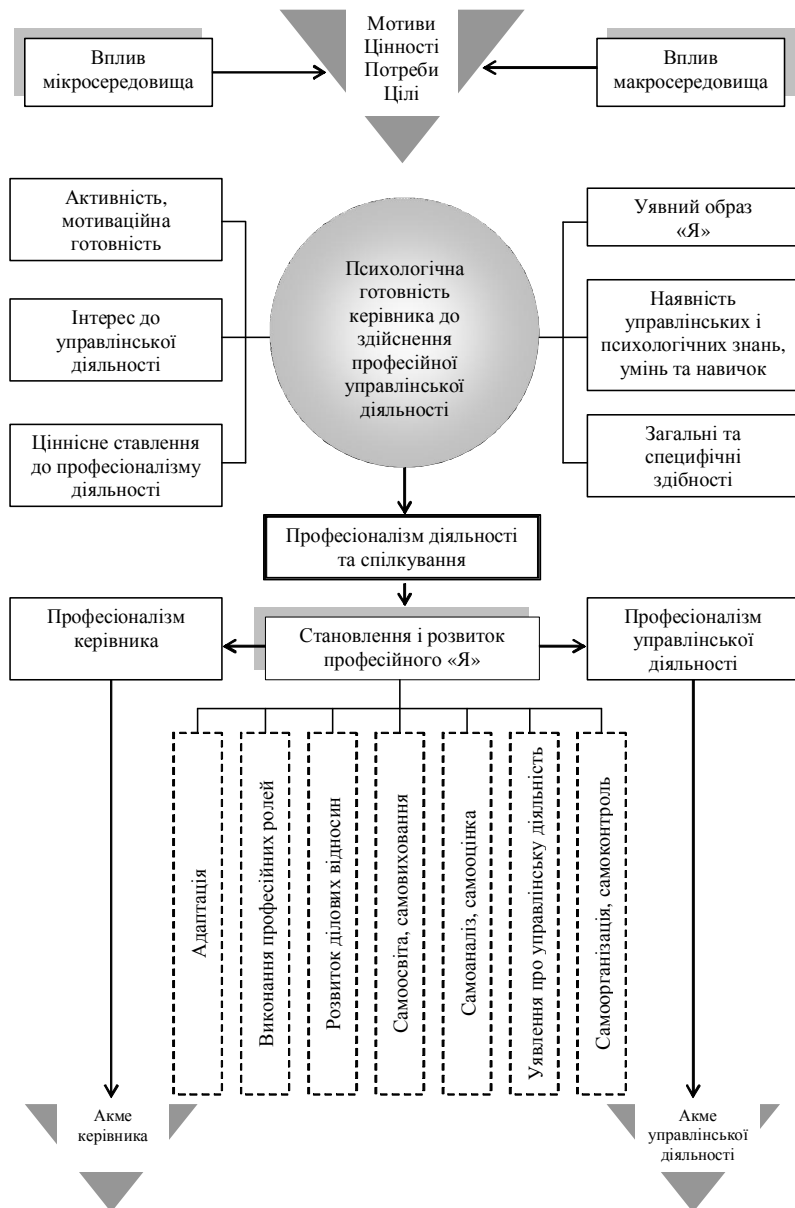 Мотиви
Цінності
Потреби
Цілі
Вплив
мікросередовища
Вплив
макросередовища
Активність,
мотиваційна
готовність
Інтерес до
управлінської
діяльності
Ціннісне ставлення
до професіоналізму
діяльності
Психологічна
готовність
керівника до
здійснення
професійної
управлінської
діяльності
Уявний образ
«Я»
Наявність
управлінських і
психологічних знань,
умінь та навичок
Загальні та
специфічні
здібності
Професіоналізм діяльності
та спілкування
Професіоналізм
керівника
Становлення і розвиток
професійного «Я»
Професіоналізм
управлінської
діяльності
Адаптація
Виконання професійних ролей
Розвиток ділових відносин
Самоосвіта, самовиховання
Самоаналіз, самооцінка
Уявлення про управлінську діяльність
Самоорганізація, самоконтроль
Акме
керівника
Акме
управлінської
діяльності